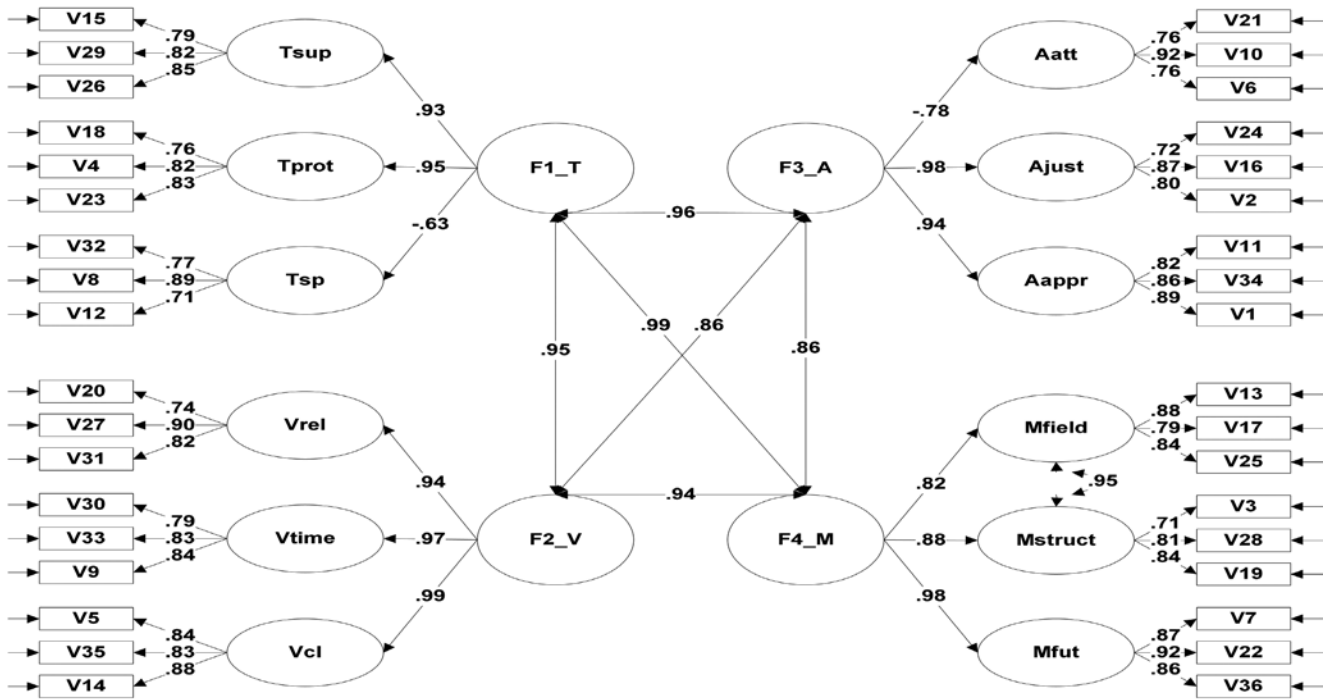 V15
.79
V29
.82
V26
.85
Tsup
V18
.76
V4
.82
V23
.83
Tprot
V32
.77
V8
.89
V12
.71
Tsp
.93
.95
-.63
F1_T
V20
.74
V27
.90
V31
.82
Vrel
V30
.79
V33
.83
V9
.84
Vtime
V5
.84
V35
.83
V14
.88
Vcl
.94
.97
.99
F2_V
.96
.95
.99
.86
.86
.94
F3_A
-.78
.98
.94
Aatt
.76
V21
.92
V10
.76
V6
Ajust
.72
V24
.87
V16
.80
V2
Aappr
.82
V11
.86
V34
.89
V1
F4_M
.82
.88
.98
Mfield
.88
V13
.79
V17
.84
V25
.95
Mstruct
.71
V3
.81
V28
.84
V19
Mfut
.87
V7
.92
V22
.86
V36